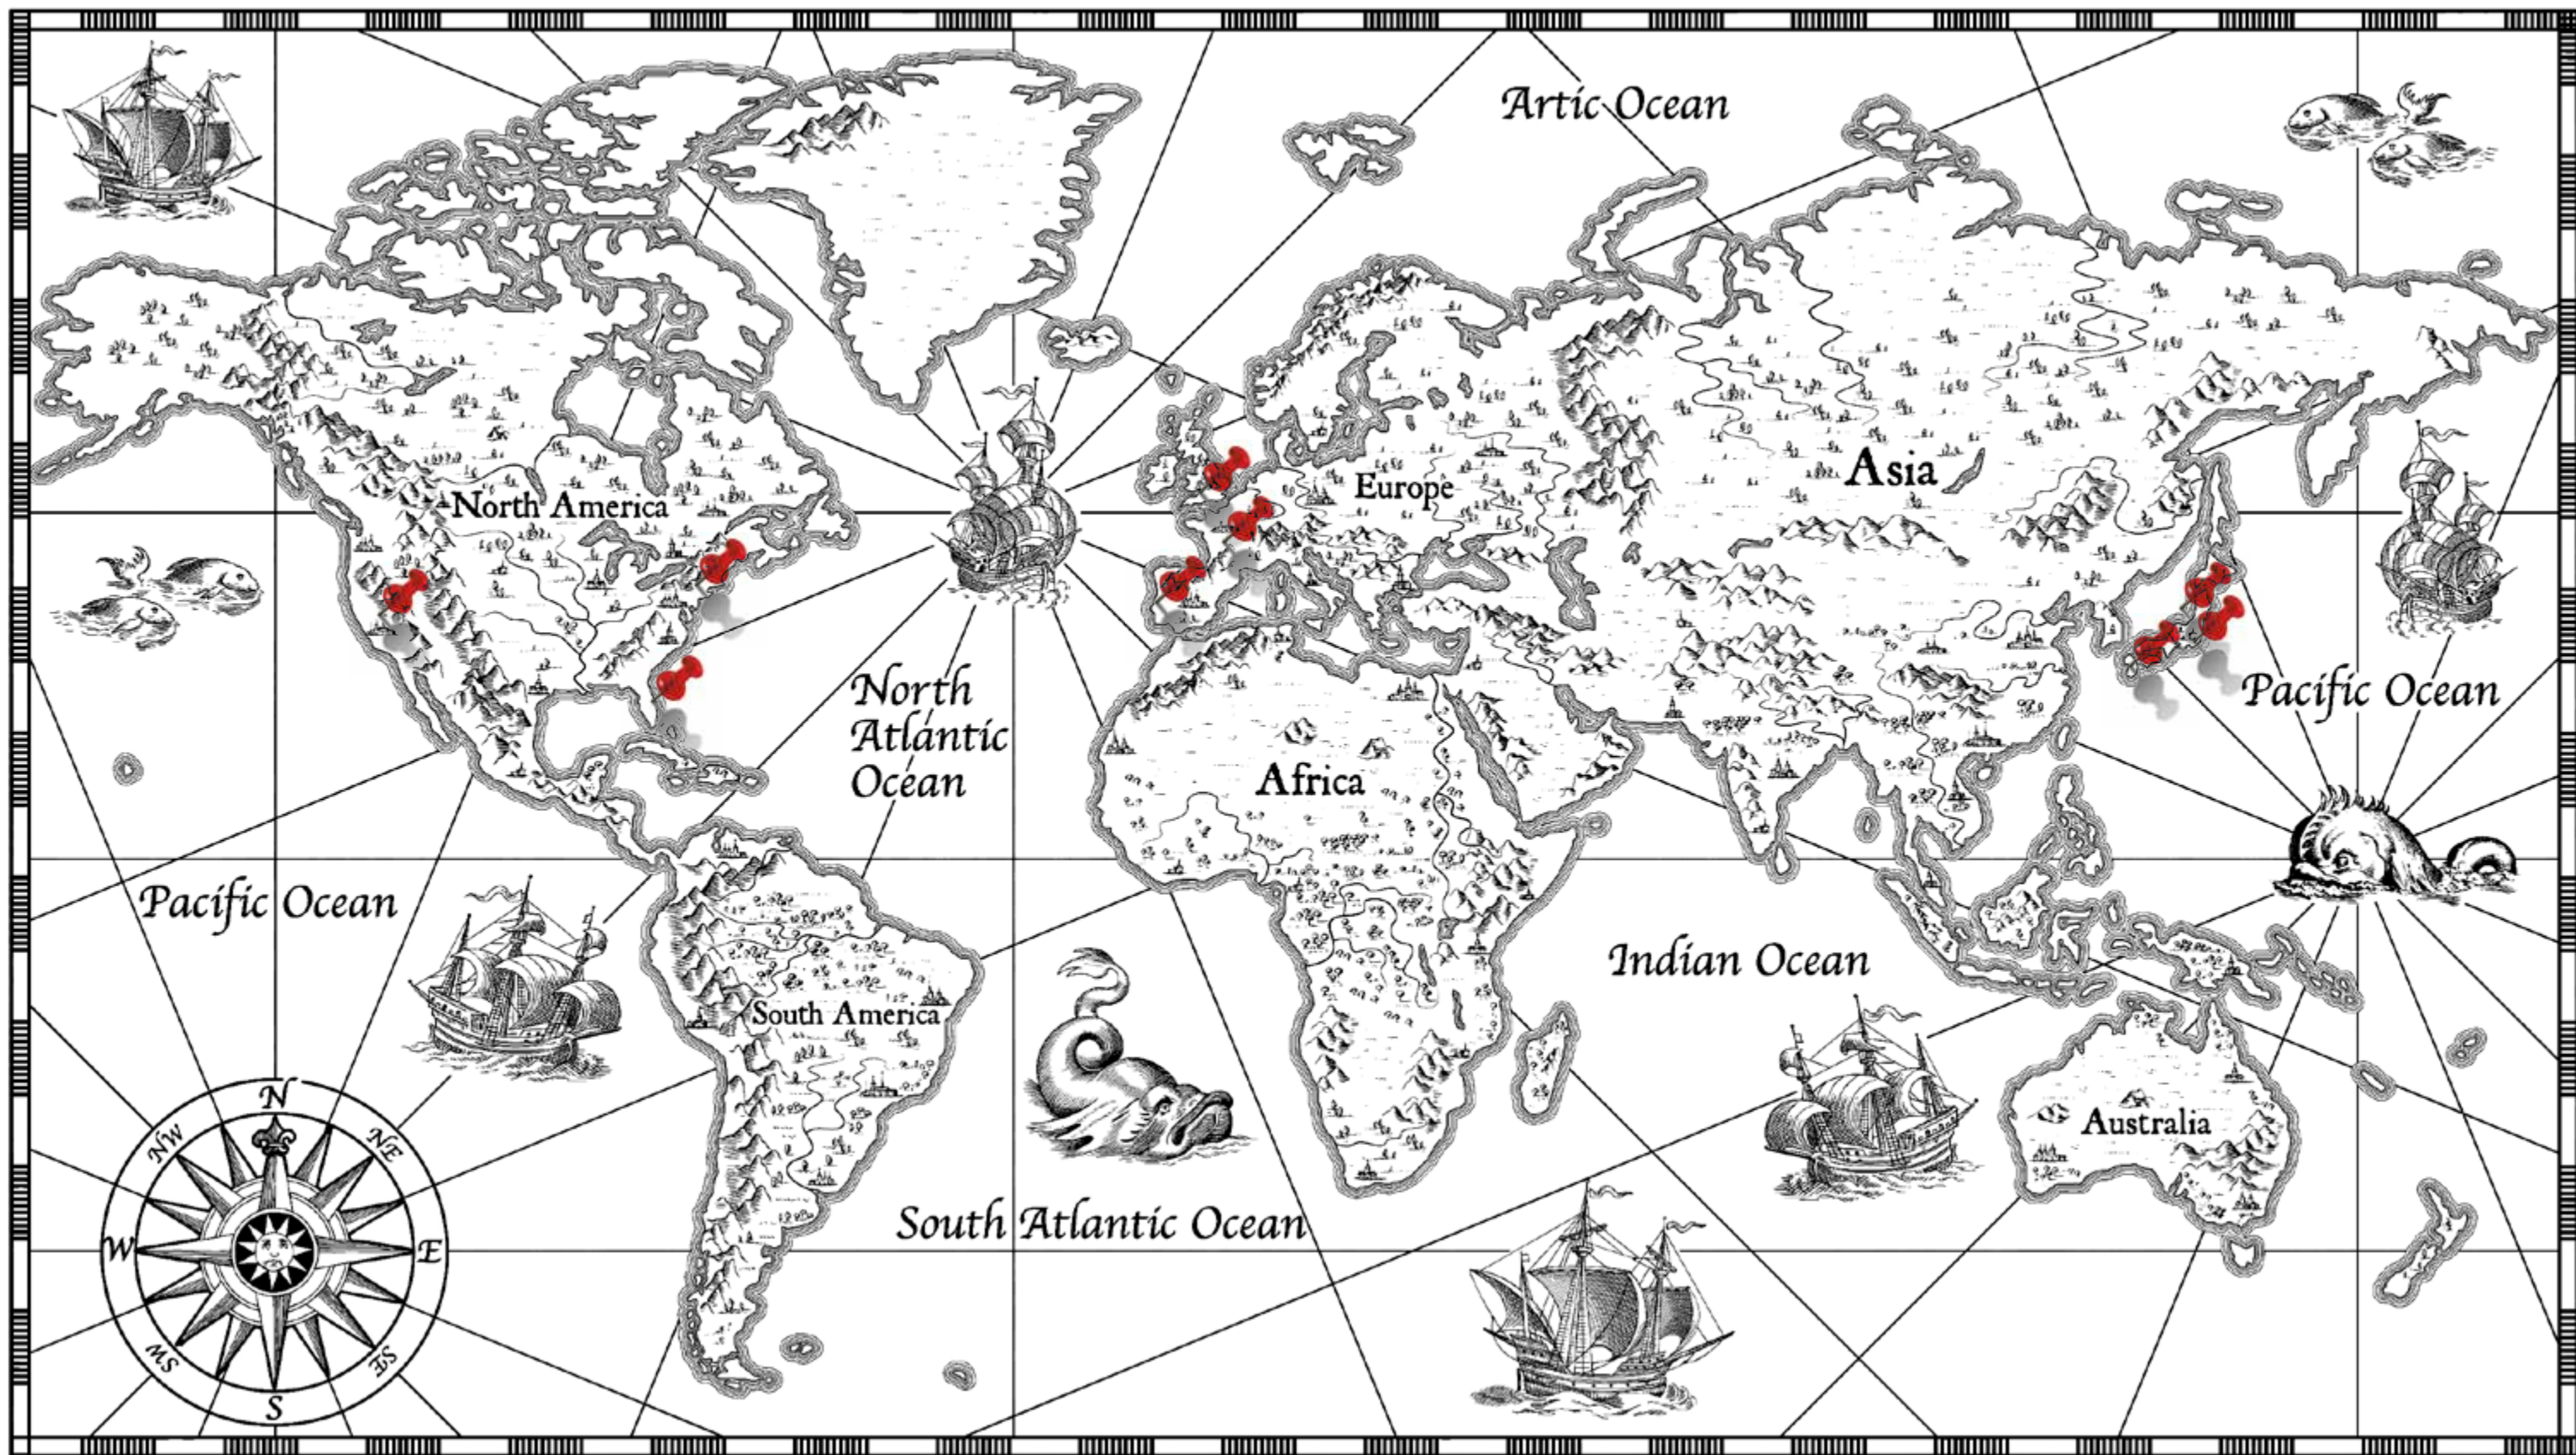 Artic Ocean
North America
Europe
Asia
North
Atlantic
Ocean
Pacific Ocean
Africa
Pacific Ocean
Indian Ocean
South America
Australia
South Atlantic Ocean
N
NW
NE
W
E
SW
SE
S